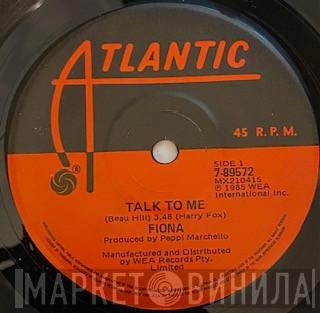 ATLANTIC
45 R.P.M.
SIDE 1
7-89572
MX210415
℗ 1985 WEA
International Inc.
TALK TO ME
(Beau Hill) 3.48 (Harry Fox)
FIONA
Produced by Peppi Marchello
Manufactured and Distributed
by WEA Records Pty.
Limited
МАРКЕТ ВИНИЛА